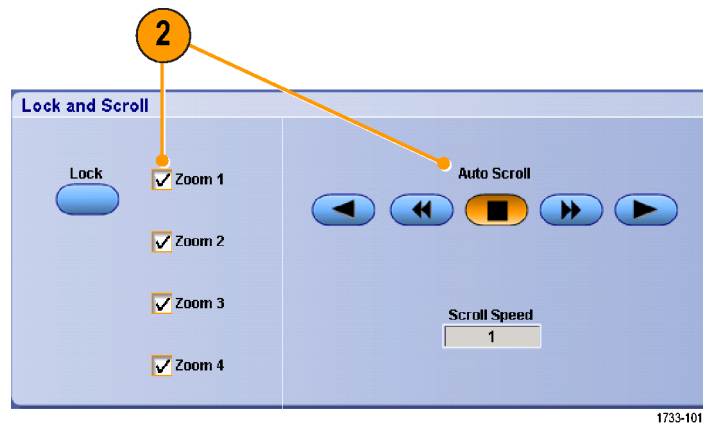 2
Lock and Scroll
Lock
Zoom 1
Auto Scroll
Zoom 2
Zoom 3
Scroll Speed
1
Zoom 4
1733-101